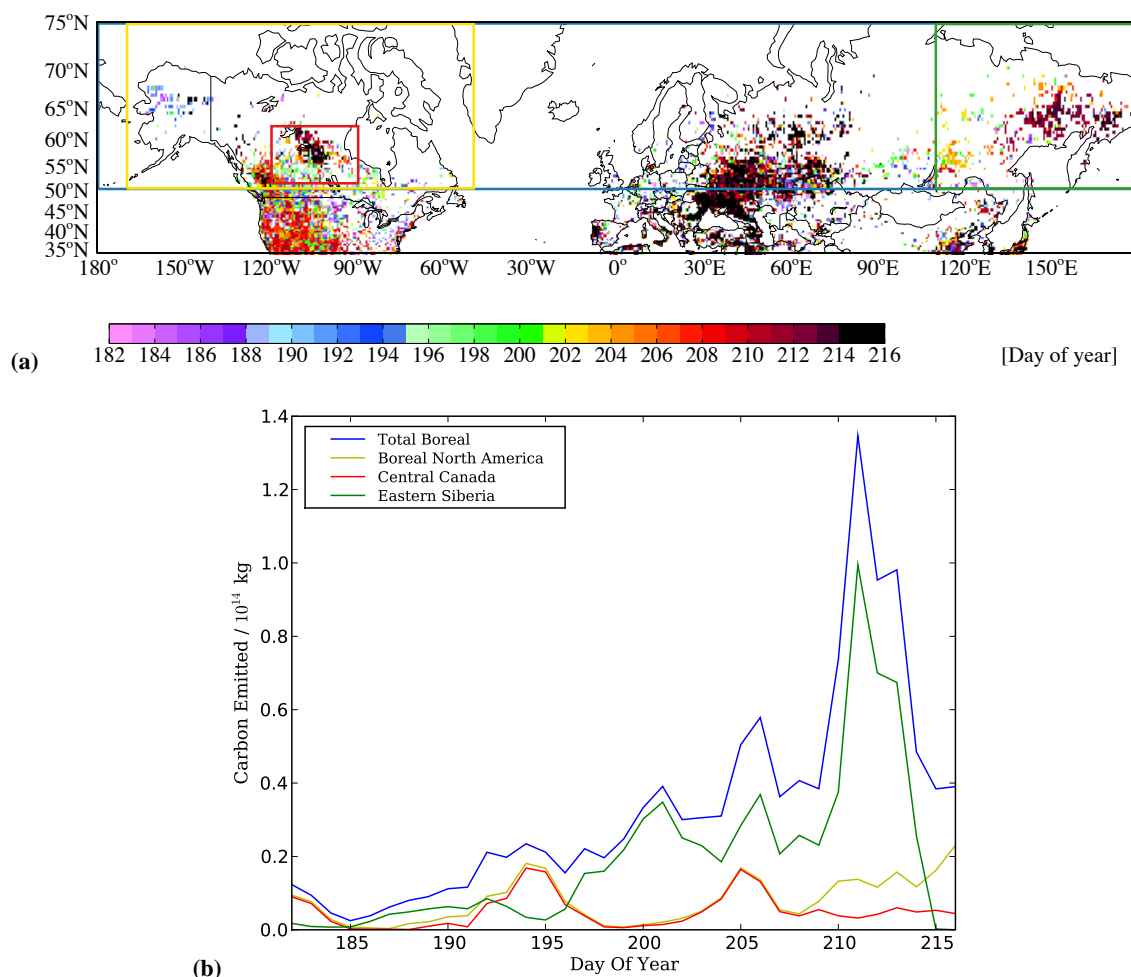 75°N
70°N
65°N
60°N
55°N
50°N
45°N
40°N
35°N
180° 150°W 120°W 90°W 60°W 30°W 0° 30°E 60°E 90°E 120°E 150°E
182 184 186 188 190 192 194 196 198 200 202 204 206 208 210 212 214 216
(a) [Day of year]
1.4
1.2
1.0
0.8
0.6
0.4
0.2
0.0
Carbon Emitted / 10¹⁴ kg
Total Boreal
Boreal North America
Central Canada
Eastern Siberia
185 190 195 200 205 210 215
Day Of Year
(b)